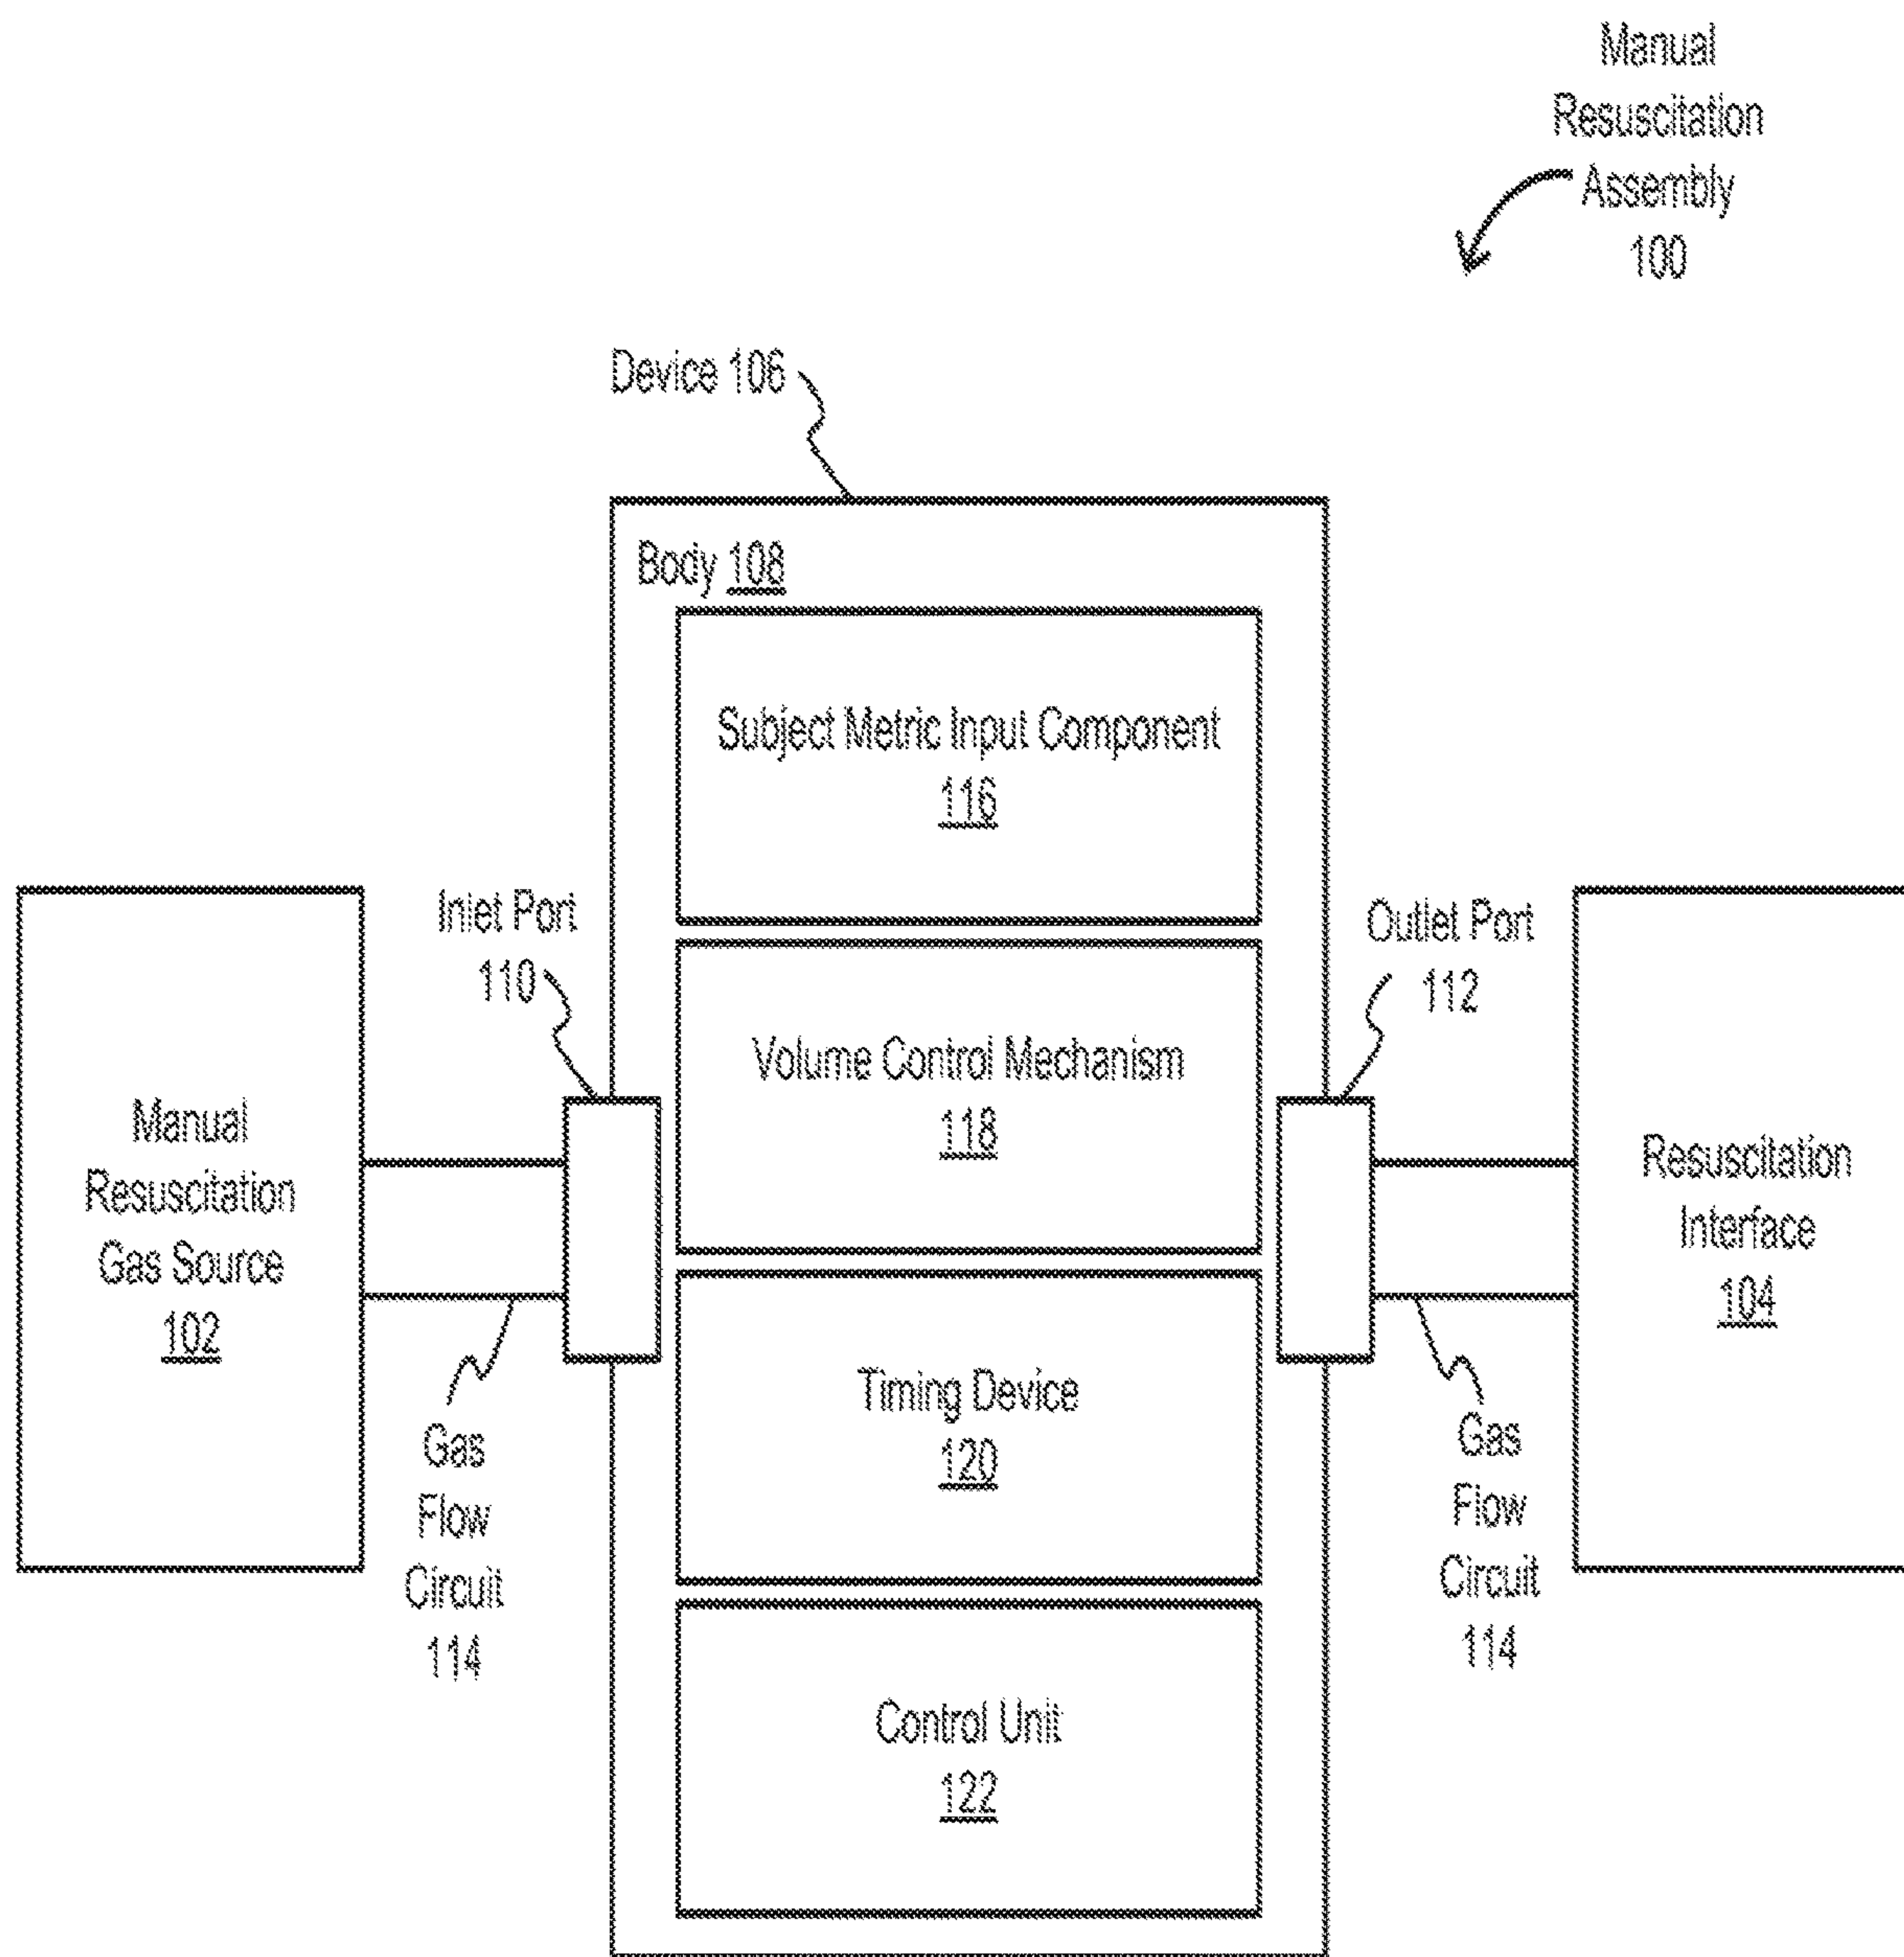 Manual
Resuscitation
Assembly
100
Device 106
Body 108
Subject Metric Input Component
116
Inlet Port
110
Outlet Port
112
Volume Control Mechanism
118
Manual
Resuscitation
Gas Source
102
Resuscitation
Interface
104
Timing Device
120
Gas
Flow
Circuit
114
Gas
Flow
Circuit
114
Control Unit
122